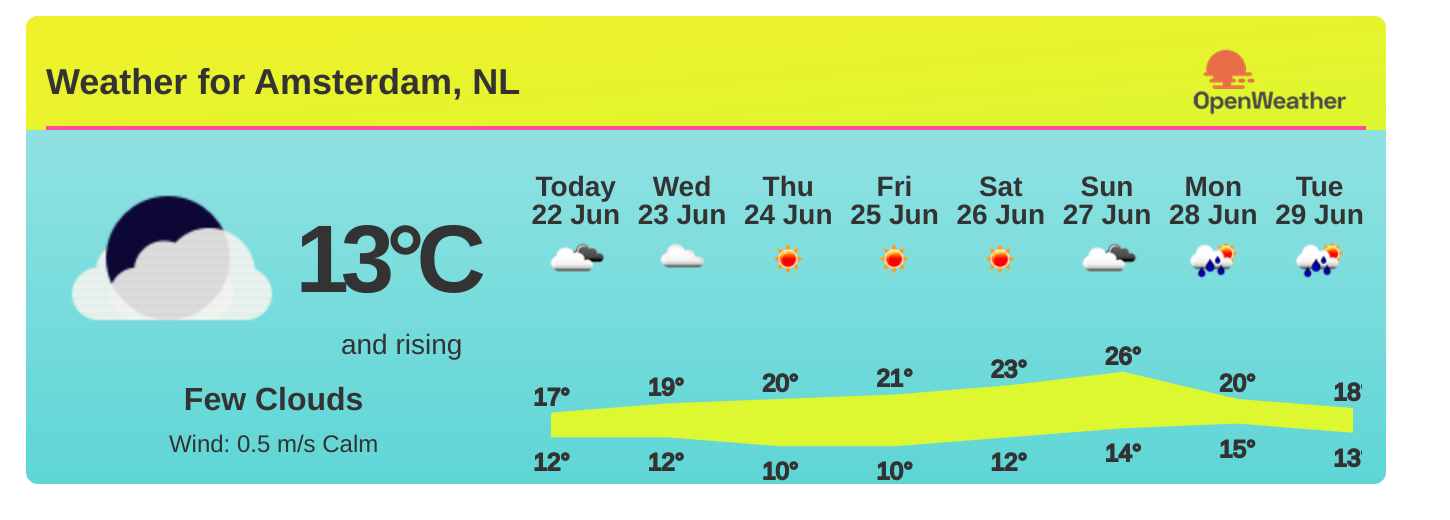 Weather for Amsterdam, NL
OpenWeather
13°C
and rising
Few Clouds
Wind: 0.5 m/s Calm
Today Wed Thu Fri Sat Sun Mon Tue
22 Jun 23 Jun 24 Jun 25 Jun 26 Jun 27 Jun 28 Jun 29 Jun
17° 19° 20° 21° 23° 26° 20° 18°
12° 12° 10° 10° 12° 14° 15° 13°